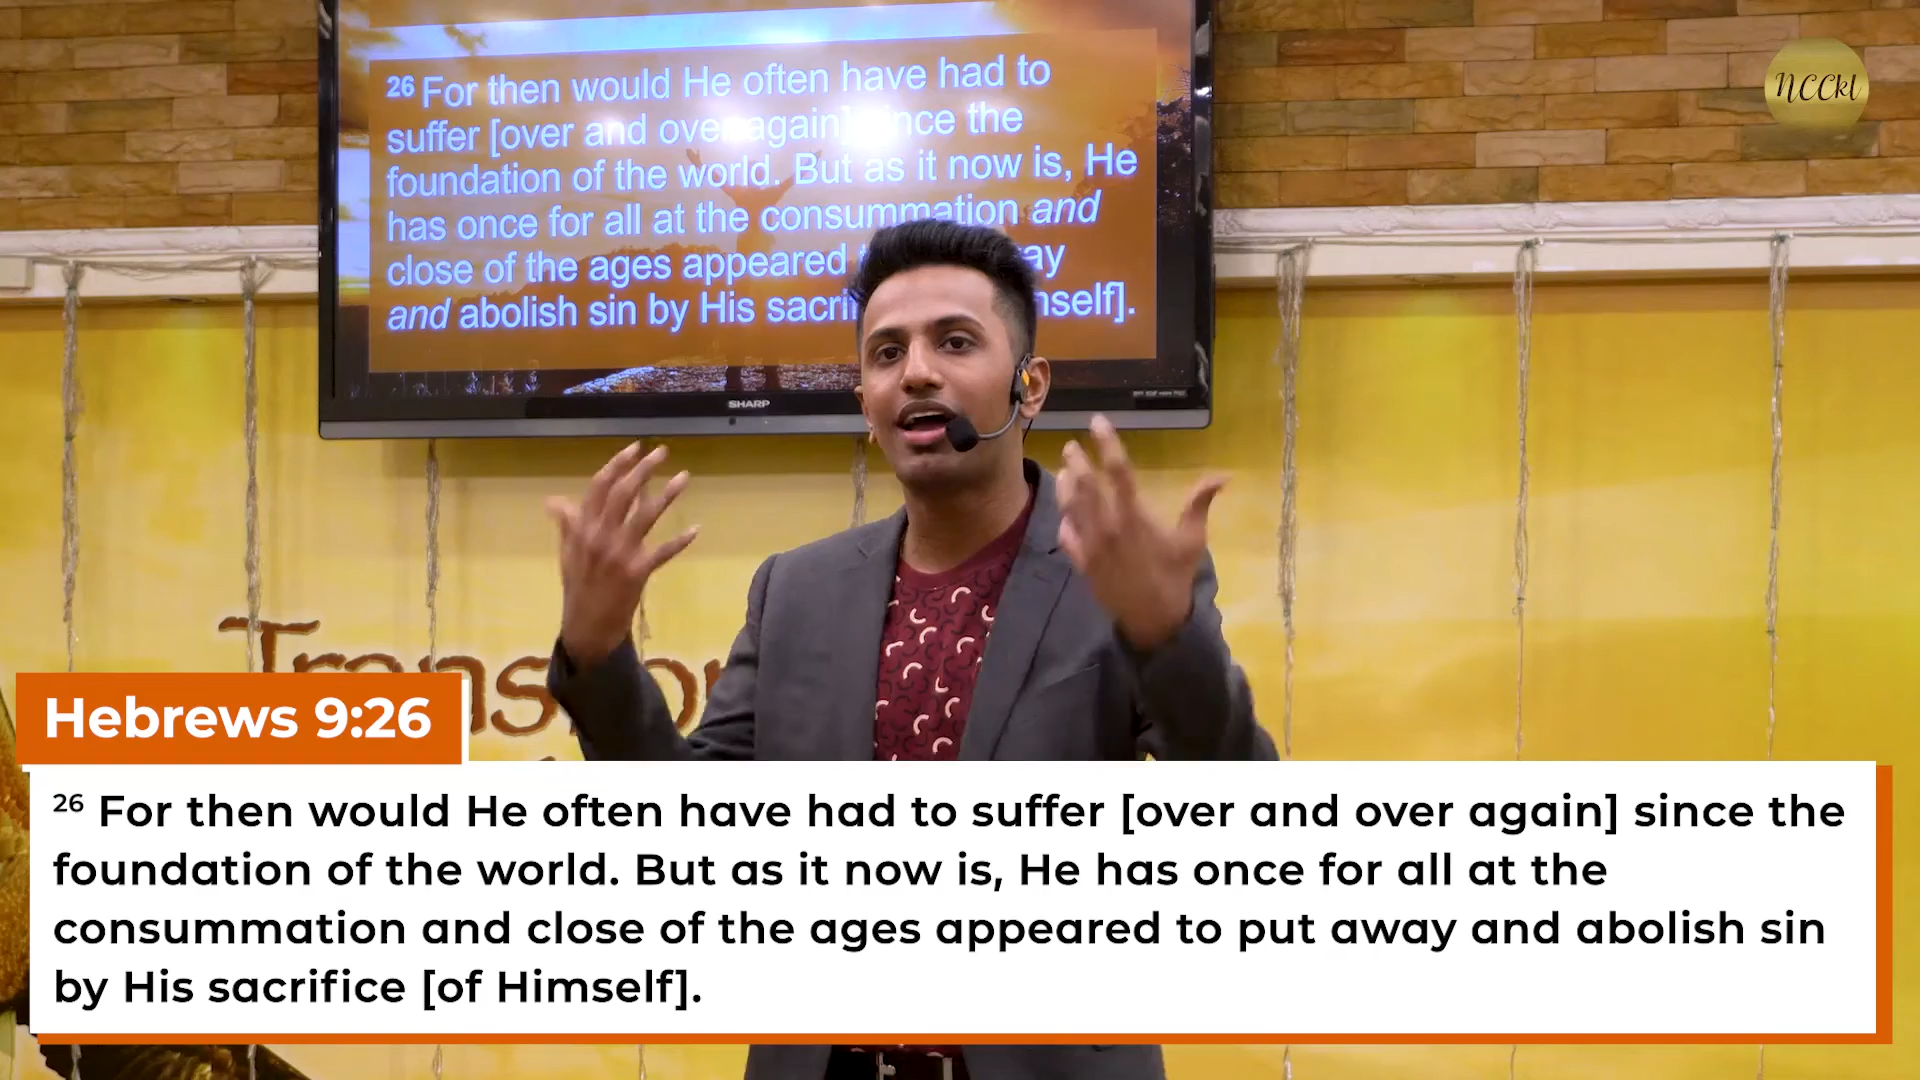 26 For then would He often have had to
suffer [over and over again] since the
foundation of the world. But as it now is, He
has once for all at the consummation and
close of the ages appeared
and abolish sin by His
SHARP
NCCkl
Hebrews 9:26
26 For then would He often have had to suffer [over and over again] since the
foundation of the world. But as it now is, He has once for all at the
consummation and close of the ages appeared to put away and abolish sin
by His sacrifice [of Himself].